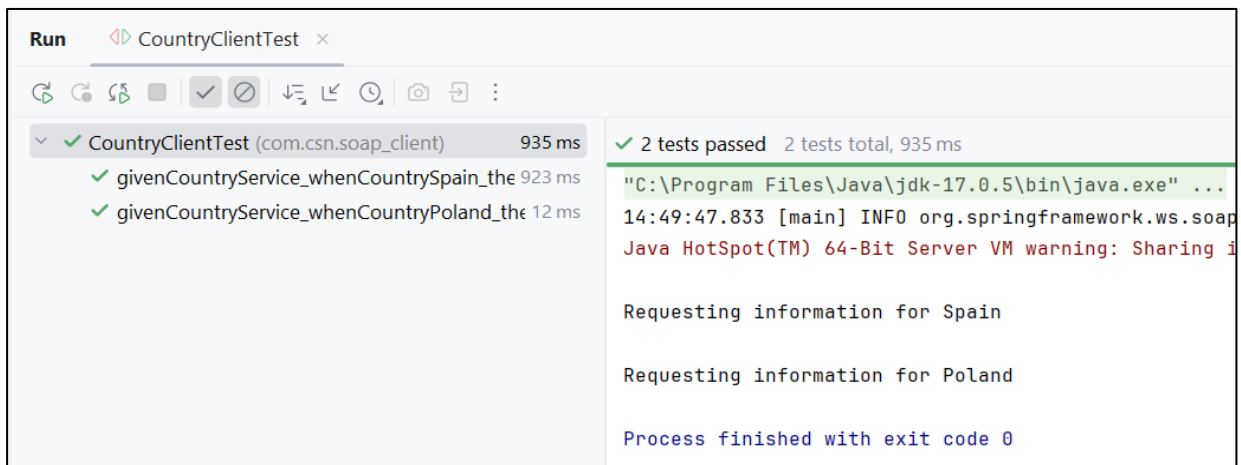 Run CountryClientTest ×
CountryClientTest (com.csn.soap_client) 935 ms
givenCountryService_whenCountrySpain_the 923 ms
givenCountryService_whenCountryPoland_the 12 ms
2 tests passed 2 tests total, 935 ms
"C:\Program Files\Java\jdk-17.0.5\bin\java.exe" ...
14:49:47.833 [main] INFO org.springframework.ws.soap
Java HotSpot(TM) 64-Bit Server VM warning: Sharing i
Requesting information for Spain
Requesting information for Poland
Process finished with exit code 0